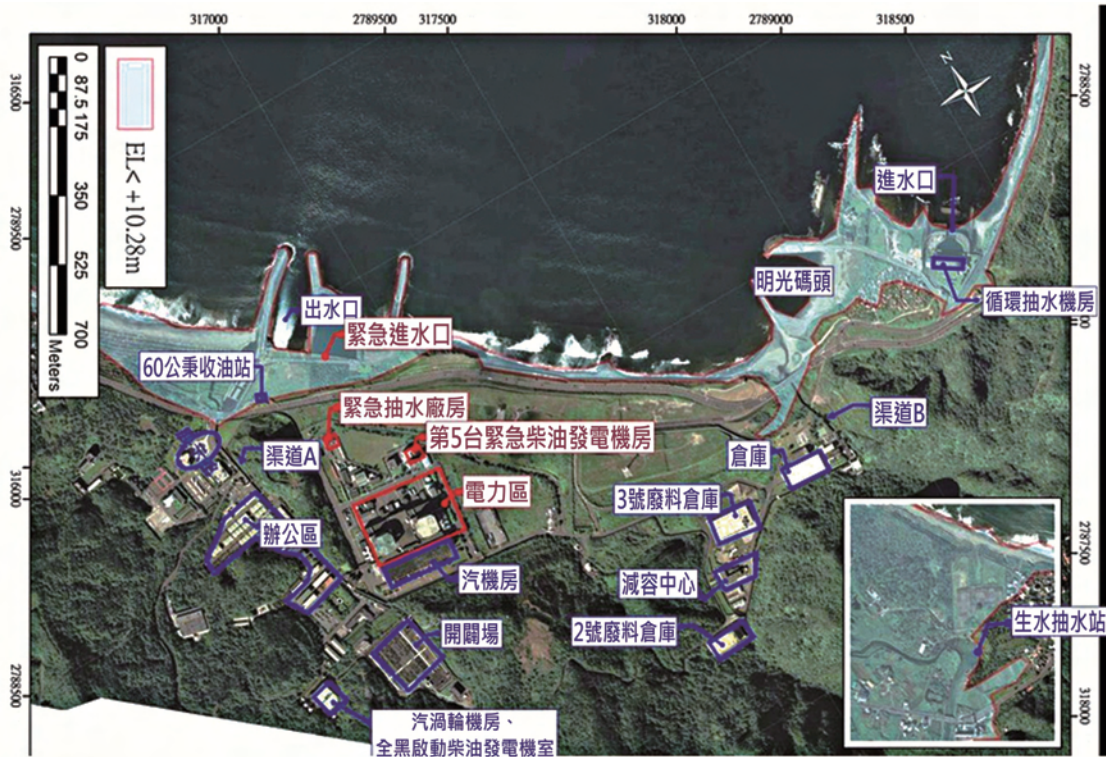 317000
2789500
317500
318000
2789000
318500
316500
2789500
316000
2788500
2788500
2787500
318000
0 87.5 175 350 525 700
Meters
EL< +10.28m
N
進水口
明光碼頭
循環抽水機房
出水口
緊急進水口
60公秉收油站
緊急抽水廠房
第5台緊急柴油發電機房
渠道A
渠道B
倉庫
電力區
3號廢料倉庫
辦公區
汽機房
減容中心
開關場
2號廢料倉庫
生水抽水站
汽渦輪機房、
全黑啟動柴油發電機室